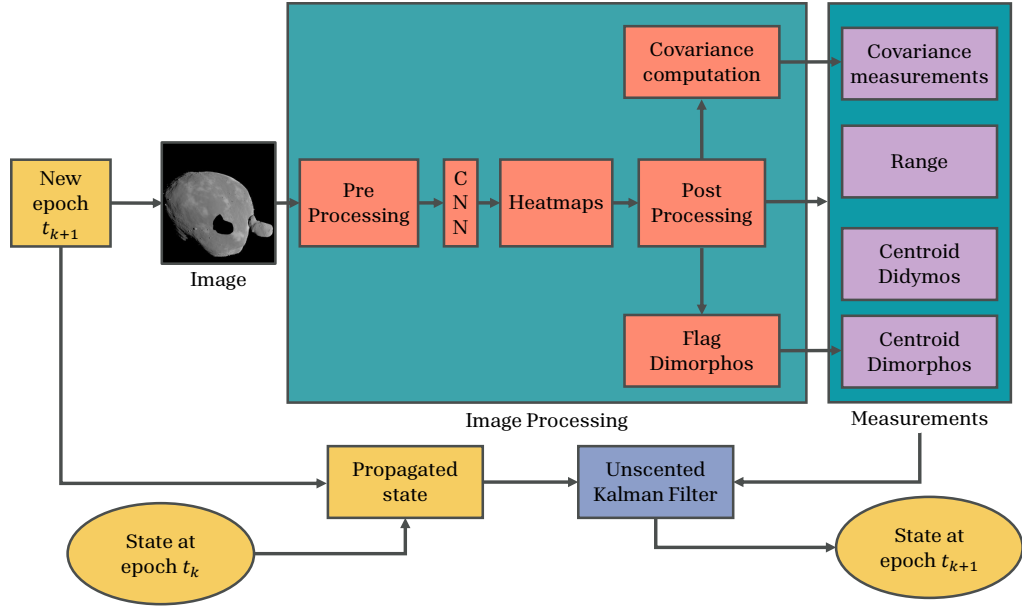 New
epoch
t_{k+1}
Image
Pre
Processing
C
N
N
Heatmaps
Post
Processing
Covariance
computation
Flag
Dimorphos
Image Processing
Covariance
measurements
Range
Centroid
Didymos
Centroid
Dimorphos
Measurements
Propagated
state
Unscented
Kalman Filter
State at
epoch t_k
State at
epoch t_{k+1}